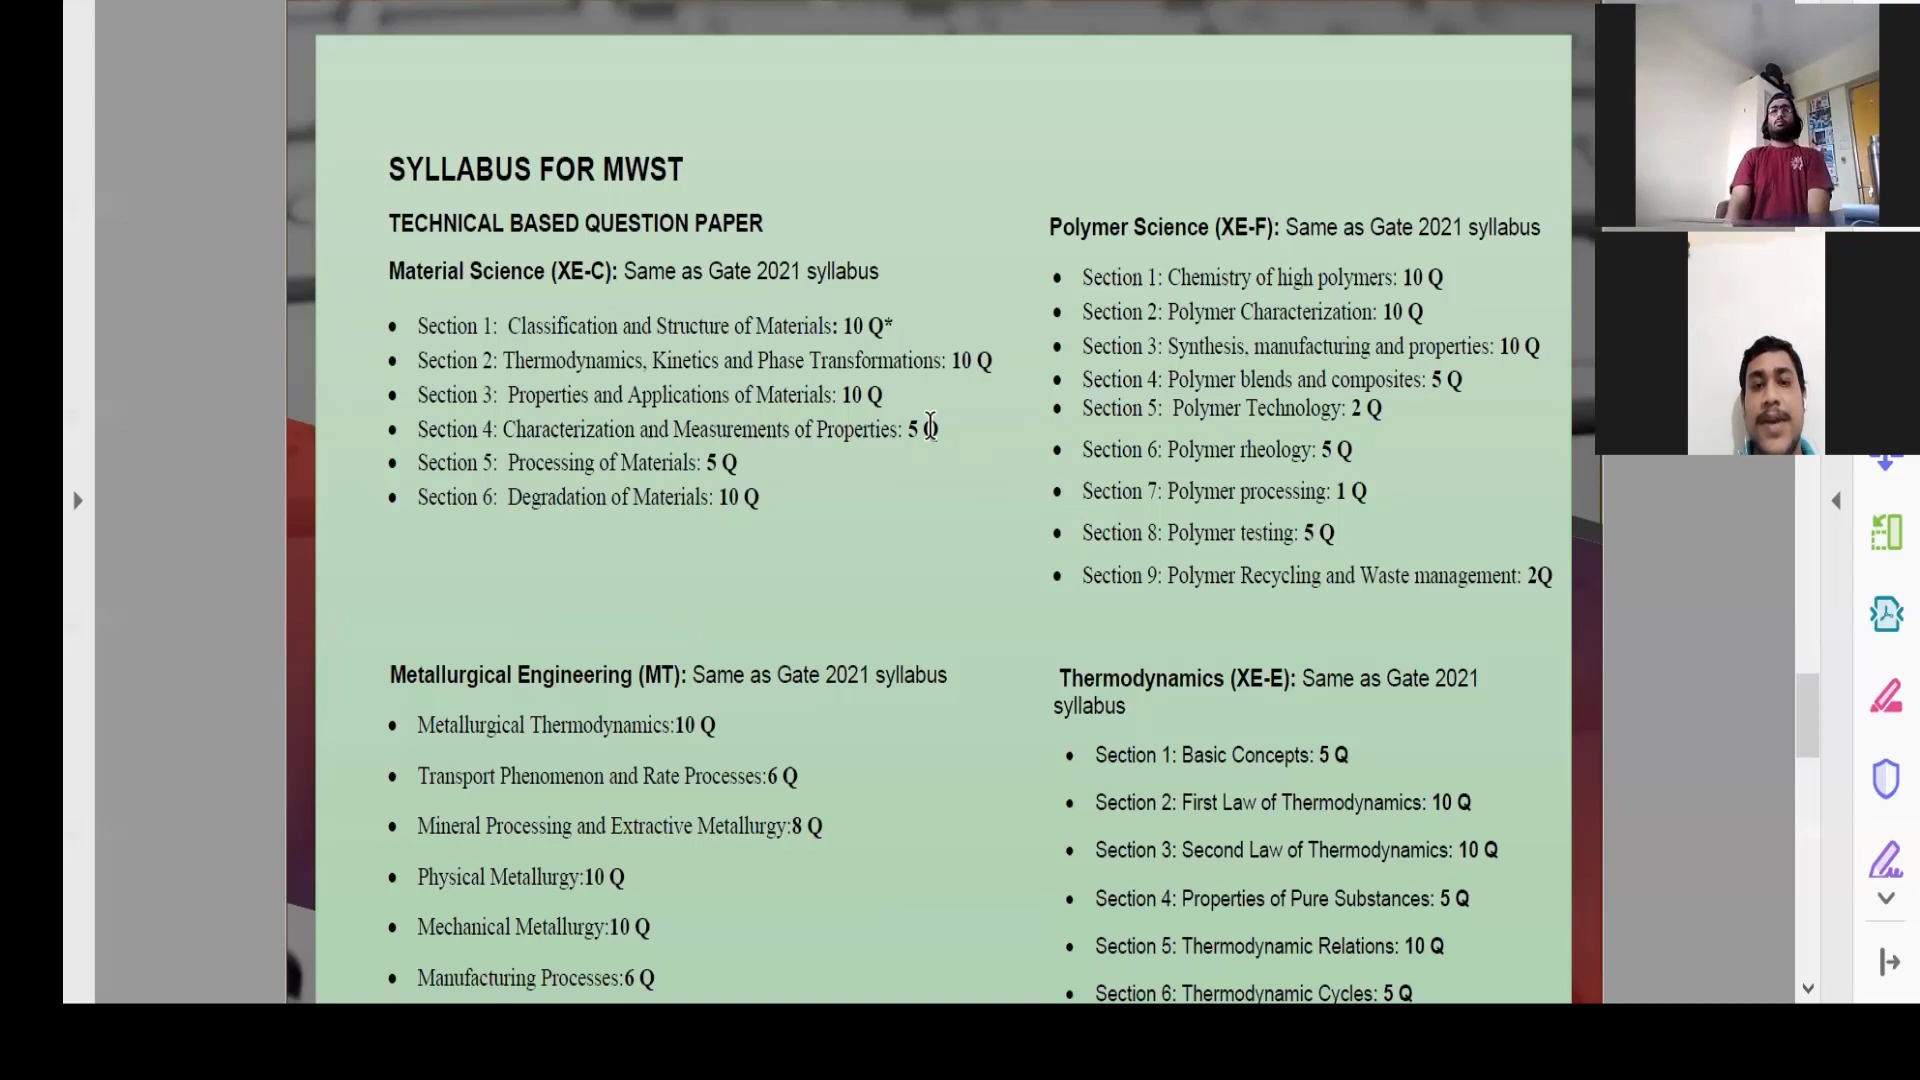 SYLLABUS FOR MWST
TECHNICAL BASED QUESTION PAPER
Material Science (XE-C): Same as Gate 2021 syllabus
• Section 1: Classification and Structure of Materials: 10 Q*
• Section 2: Thermodynamics, Kinetics and Phase Transformations: 10 Q
• Section 3: Properties and Applications of Materials: 10 Q
• Section 4: Characterization and Measurements of Properties: 5 Q
• Section 5: Processing of Materials: 5 Q
• Section 6: Degradation of Materials: 10 Q
Polymer Science (XE-F): Same as Gate 2021 syllabus
• Section 1: Chemistry of high polymers: 10 Q
• Section 2: Polymer Characterization: 10 Q
• Section 3: Synthesis, manufacturing and properties: 10 Q
• Section 4: Polymer blends and composites: 5 Q
• Section 5: Polymer Technology: 2 Q
• Section 6: Polymer rheology: 5 Q
• Section 7: Polymer processing: 1 Q
• Section 8: Polymer testing: 5 Q
• Section 9: Polymer Recycling and Waste management: 2Q
Metallurgical Engineering (MT): Same as Gate 2021 syllabus
• Metallurgical Thermodynamics:10 Q
• Transport Phenomenon and Rate Processes:6 Q
• Mineral Processing and Extractive Metallurgy:8 Q
• Physical Metallurgy:10 Q
• Mechanical Metallurgy:10 Q
• Manufacturing Processes:6 Q
Thermodynamics (XE-E): Same as Gate 2021
syllabus
• Section 1: Basic Concepts: 5 Q
• Section 2: First Law of Thermodynamics: 10 Q
• Section 3: Second Law of Thermodynamics: 10 Q
• Section 4: Properties of Pure Substances: 5 Q
• Section 5: Thermodynamic Relations: 10 Q
• Section 6: Thermodynamic Cycles: 5 Q